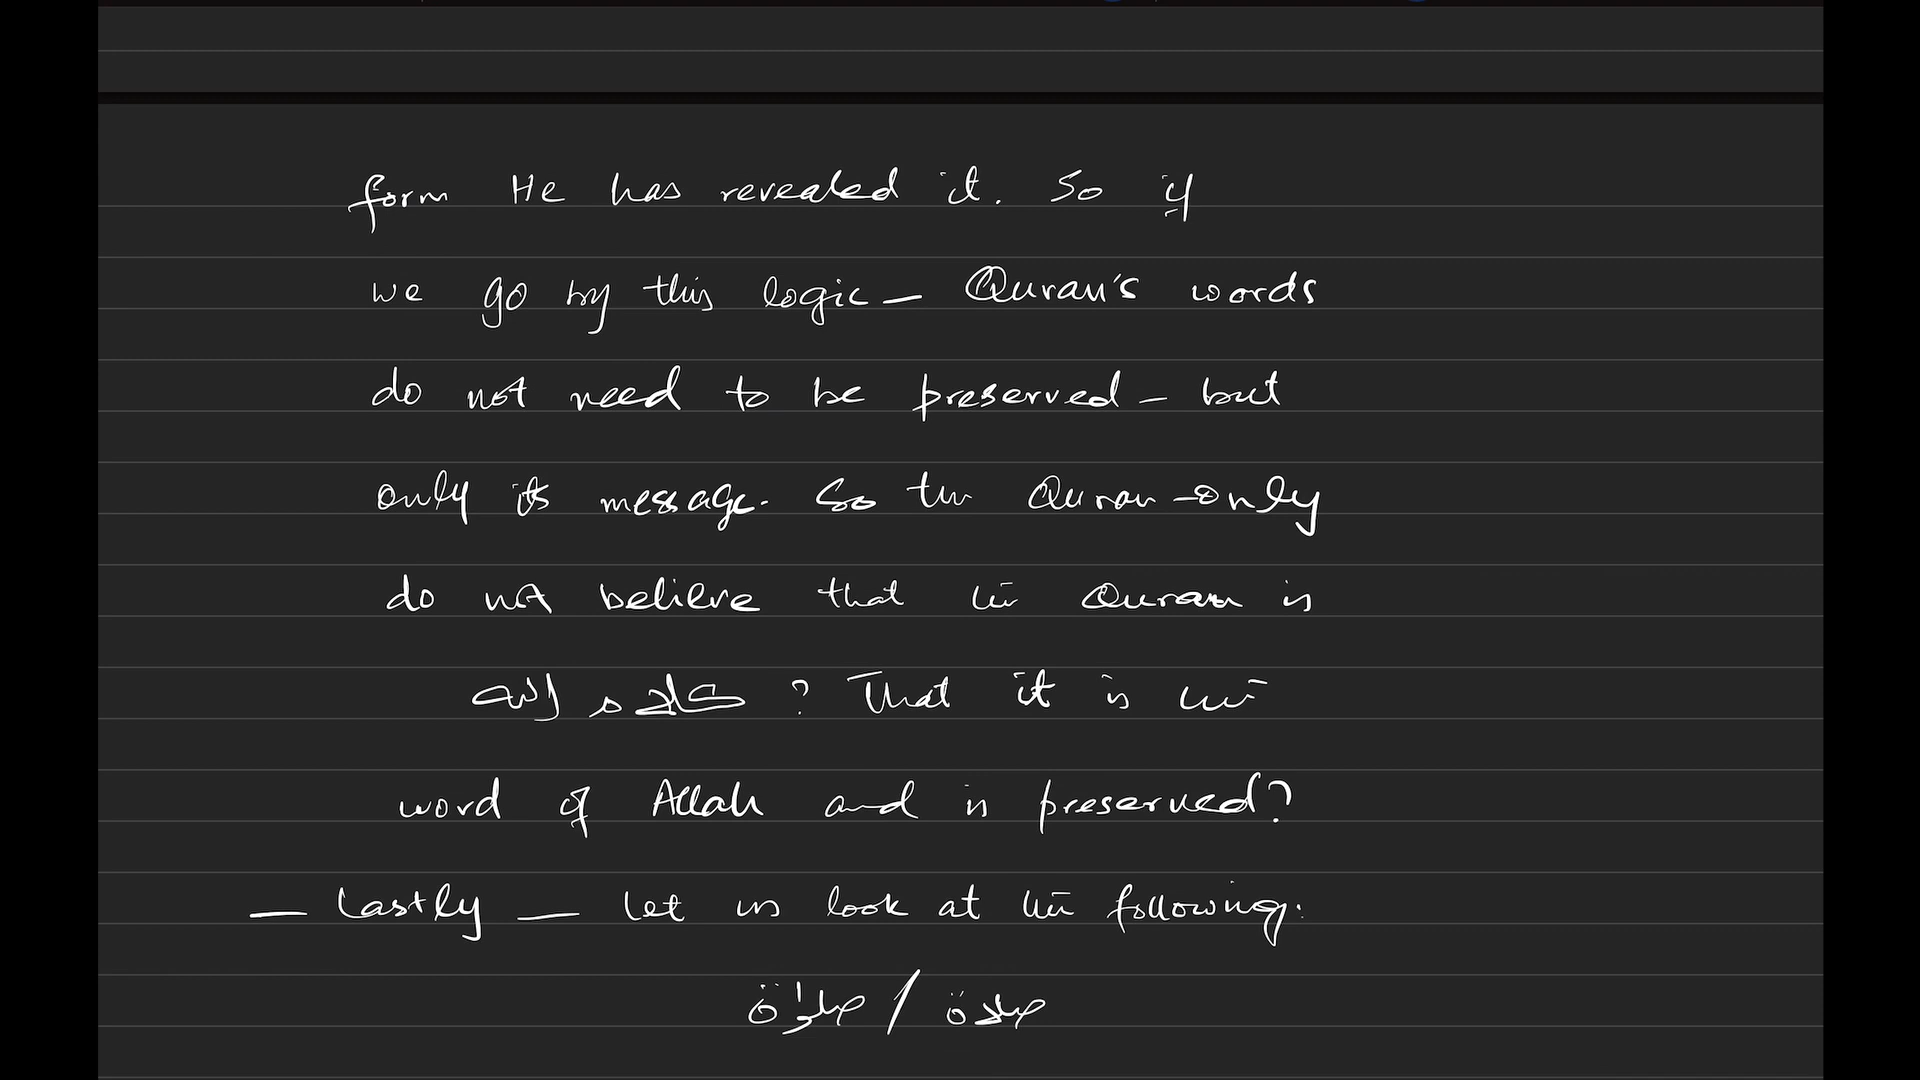 form He has revealed it. So if
we go by this logic – Quran's words
do not need to be preserved – but
only its message. So the Quran-only
do not believe that the Quran is
كلام الله ? That it is the
word of Allah and is preserved?
– Lastly – let us look at the following:
صلاة / صلواة